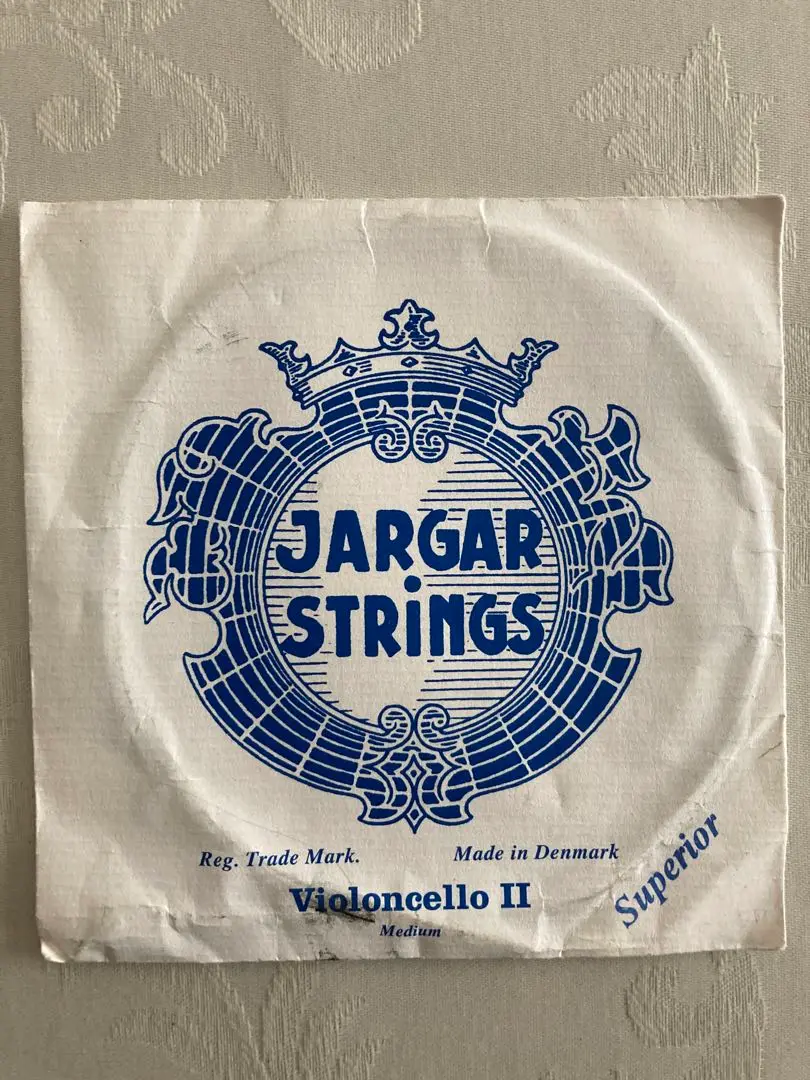 JARGAR
STRiNGS
Reg. Trade Mark.
Made in Denmark
Superior
Violoncello II
Medium